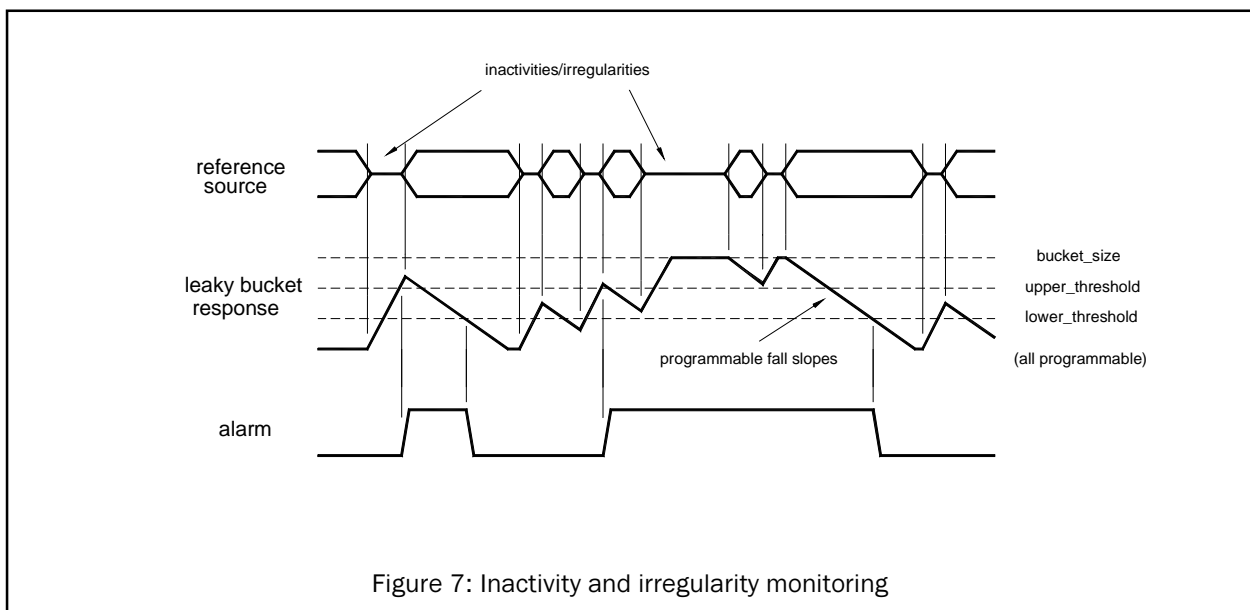 inactivities/irregularities
reference
source
bucket_size
leaky bucket
response
upper_threshold
lower_threshold
programmable fall slopes
(all programmable)
alarm
Figure 7: Inactivity and irregularity monitoring